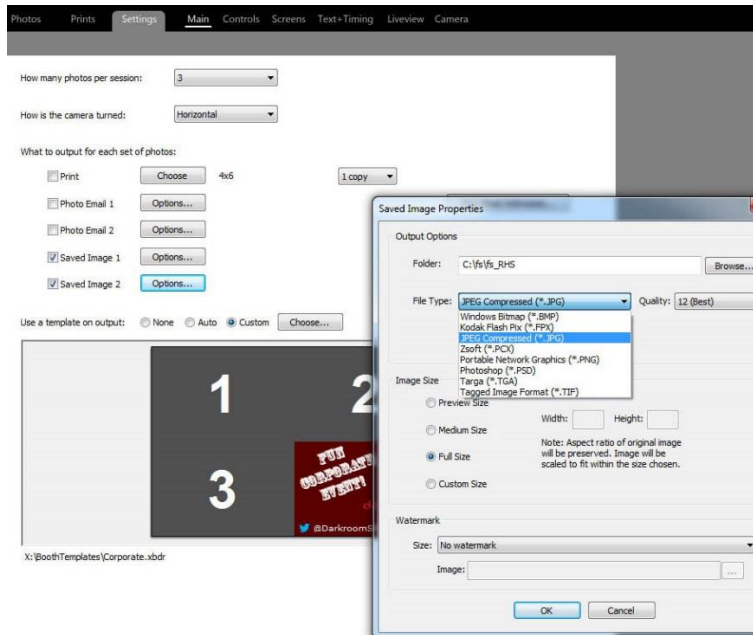 Photos Prints Settings Main Controls Screens Text+Timing Liveview Camera
How many photos per session: 3
How is the camera turned: Horizontal
What to output for each set of photos:
Print Choose 4x6 1 copy
Photo Email 1 Options...
Photo Email 2 Options...
Saved Image 1 Options...
Saved Image 2 Options...
Use a template on output: None Auto Custom Choose...
1 2
3
FUN
CORPORATE
EVENT!
X:\BoothTemplates\Corporate.xbdr
Saved Image Properties
Output Options
Folder: C:\fs\fs_RHS Browse...
File Type: JPEG Compressed (*.JPG) Quality: 12 (Best)
Windows Bitmap (*.BMP)
Kodak Flash Pix (*.FPX)
JPEG Compressed (*.JPG)
Zsoft (*.PCX)
Portable Network Graphics (*.PNG)
Photoshop (*.PSD)
Targa (*.TGA)
Tagged Image Format (*.TIF)
Image Size
Preview Size
Medium Size
Full Size
Custom Size
Width: Height:
Note: Aspect ratio of original image
will be preserved. Image will be
scaled to fit within the size chosen.
Watermark
Size: No watermark
Image: ...
OK Cancel